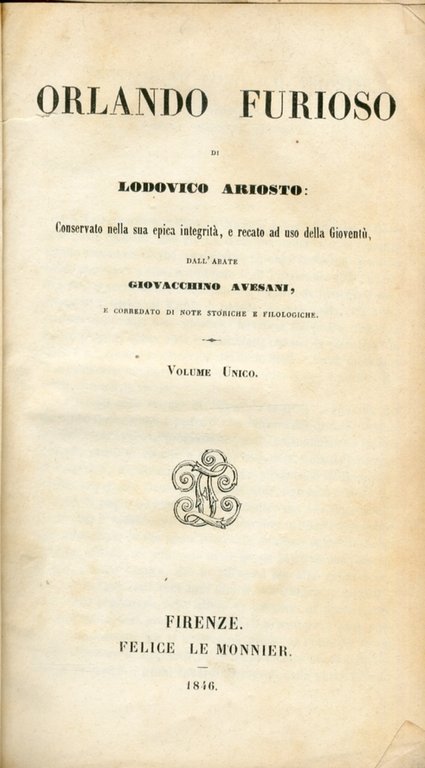 ORLANDO FURIOSO
DI
LODOVICO ARIOSTO:
Conservato nella sua epica integrità, e recato ad uso della Gioventù,
DALL'ABATE
GIOVACCHINO AVESANI,
E CORREDATO DI NOTE STORICHE E FILOLOGICHE.
VOLUME UNICO.
FIRENZE.
FELICE LE MONNIER.
1846.